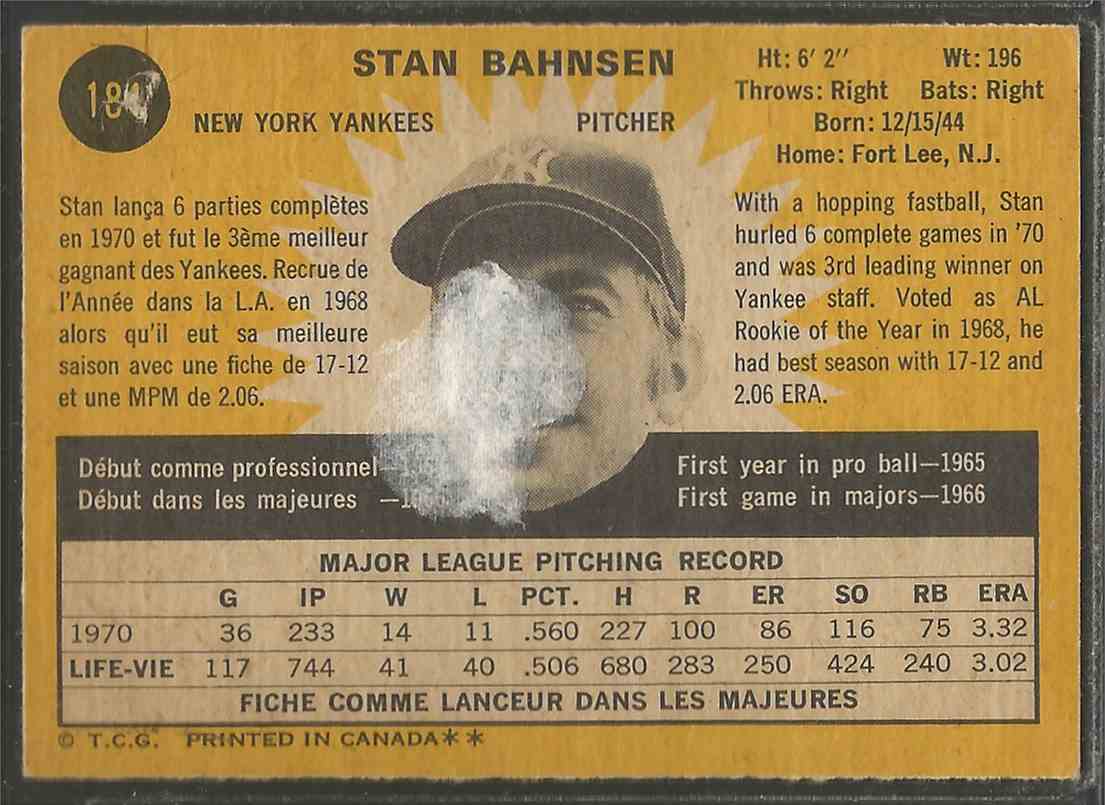 STAN BAHNSEN
NEW YORK YANKEES PITCHER
Ht: 6' 2" Wt: 196
Throws: Right Bats: Right
Born: 12/15/44
Home: Fort Lee, N.J.
NY
Stan lança 6 parties complètes
en 1970 et fut le 3ème meilleur
gagnant des Yankees. Recrue de
l'Année dans la L.A. en 1968
alors qu'il eut sa meilleure
saison avec une fiche de 17-12
et une MPM de 2.06.
With a hopping fastball, Stan
hurled 6 complete games in '70
and was 3rd leading winner on
Yankee staff. Voted as AL
Rookie of the Year in 1968, he
had best season with 17-12 and
2.06 ERA.
Début comme professionnel—
Début dans les majeures —
First year in pro ball—1965
First game in majors—1966
MAJOR LEAGUE PITCHING RECORD
G IP W L PCT. H R ER SO RB ERA
1970 36 233 14 11 .560 227 100 86 116 75 3.32
LIFE-VIE 117 744 41 40 .506 680 283 250 424 240 3.02
FICHE COMME LANCEUR DANS LES MAJEURES
© T.C.G. PRINTED IN CANADA**